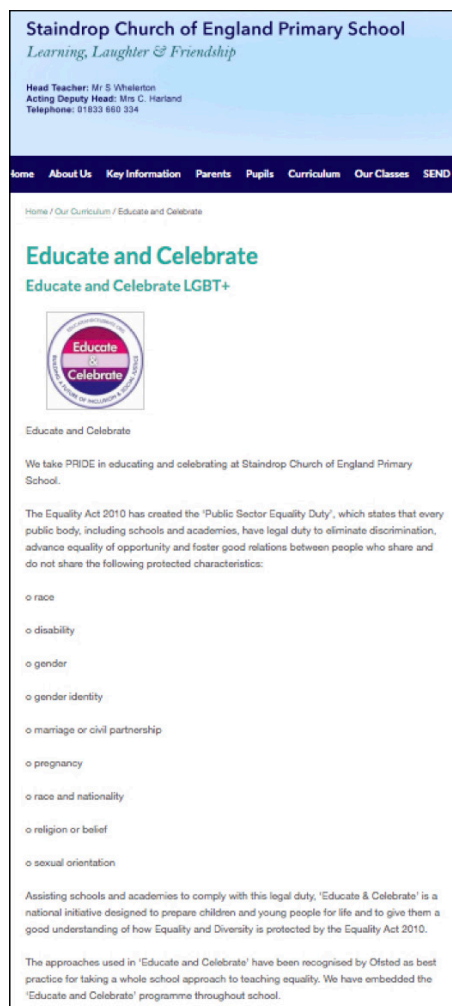 Staindrop Church of England Primary School
Learning, Laughter & Friendship
Head Teacher: Mr S Whelerton
Acting Deputy Head: Mrs C. Harland
Telephone: 01833 660 334
Home About Us Key Information Parents Pupils Curriculum Our Classes SEND
Home / Our Curriculum / Educate and Celebrate
Educate and Celebrate
Educate and Celebrate LGBT+
EDUCATEANDCELEBRATE.ORG
Educate
&
Celebrate
BUILDING A FUTURE OF INCLUSION & SOCIAL JUSTICE
Educate and Celebrate
We take PRIDE in educating and celebrating at Staindrop Church of England Primary
School.
The Equality Act 2010 has created the 'Public Sector Equality Duty', which states that every
public body, including schools and academies, have legal duty to eliminate discrimination,
advance equality of opportunity and foster good relations between people who share and
do not share the following protected characteristics:
o race
o disability
o gender
o gender identity
o marriage or civil partnership
o pregnancy
o race and nationality
o religion or belief
o sexual orientation
Assisting schools and academies to comply with this legal duty, 'Educate & Celebrate' is a
national initiative designed to prepare children and young people for life and to give them a
good understanding of how Equality and Diversity is protected by the Equality Act 2010.
The approaches used in 'Educate and Celebrate' have been recognised by Ofsted as best
practice for taking a whole school approach to teaching equality. We have embedded the
'Educate and Celebrate' programme throughout school.